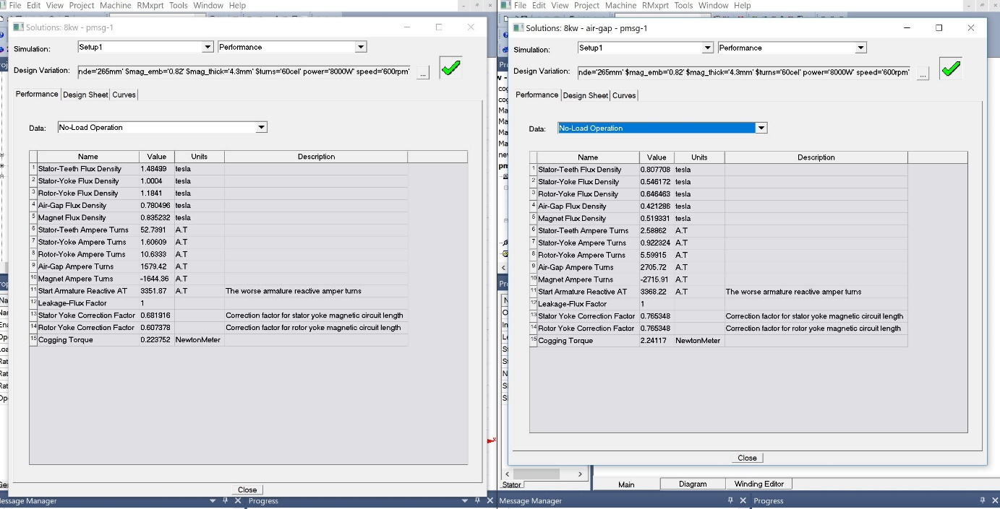 File Edit View Project Machine RMxprt Tools Window Help
Solutions: 8kw - pmsg-1
Simulation: Setup1 Performance
Design Variation: nde='265mm' $mag_emb='0.82' $mag_thick='4.3mm' $turns='60cel' power='8000W' speed='600rpm' ...
Performance Design Sheet Curves
Data: No-Load Operation
Name Value Units Description
1 Stator-Teeth Flux Density 1.48499 tesla
2 Stator-Yoke Flux Density 1.0004 tesla
3 Rotor-Yoke Flux Density 1.1841 tesla
4 Air-Gap Flux Density 0.780496 tesla
5 Magnet Flux Density 0.835232 tesla
6 Stator-Teeth Ampere Turns 52.7391 A.T
7 Stator-Yoke Ampere Turns 1.60609 A.T
8 Rotor-Yoke Ampere Turns 10.6333 A.T
9 Air-Gap Ampere Turns 1579.42 A.T
10 Magnet Ampere Turns -1644.36 A.T
11 Start Armature Reactive AT 3351.87 A.T The worse armature reactive amper turns
12 Leakage-Flux Factor 1
13 Stator Yoke Correction Factor 0.681916 Correction factor for stator yoke magnetic circuit length
14 Rotor Yoke Correction Factor 0.607378 Correction factor for rotor yoke magnetic circuit length
15 Cogging Torque 0.223752 NewtonMeter
Close
Message Manager Progress
File Edit View Project Machine RMxprt Tools Window Help
Solutions: 8kw - air-gap - pmsg-1
Simulation: Setup1 Performance
Design Variation: nde='265mm' $mag_emb='0.82' $mag_thick='4.3mm' $turns='60cel' power='8000W' speed='600rpm' ...
Performance Design Sheet Curves
Data: No-Load Operation
Name Value Units Description
1 Stator-Teeth Flux Density 0.807708 tesla
2 Stator-Yoke Flux Density 0.546172 tesla
3 Rotor-Yoke Flux Density 0.646463 tesla
4 Air-Gap Flux Density 0.421286 tesla
5 Magnet Flux Density 0.519331 tesla
6 Stator-Teeth Ampere Turns 2.58862 A.T
7 Stator-Yoke Ampere Turns 0.922324 A.T
8 Rotor-Yoke Ampere Turns 5.59915 A.T
9 Air-Gap Ampere Turns 2705.72 A.T
10 Magnet Ampere Turns -2715.91 A.T
11 Start Armature Reactive AT 3368.22 A.T The worse armature reactive amper turns
12 Leakage-Flux Factor 1
13 Stator Yoke Correction Factor 0.765348 Correction factor for stator yoke magnetic circuit length
14 Rotor Yoke Correction Factor 0.765348 Correction factor for rotor yoke magnetic circuit length
15 Cogging Torque 2.24117 NewtonMeter
Close
Stator Main Diagram Winding Editor
Message Manager Progress